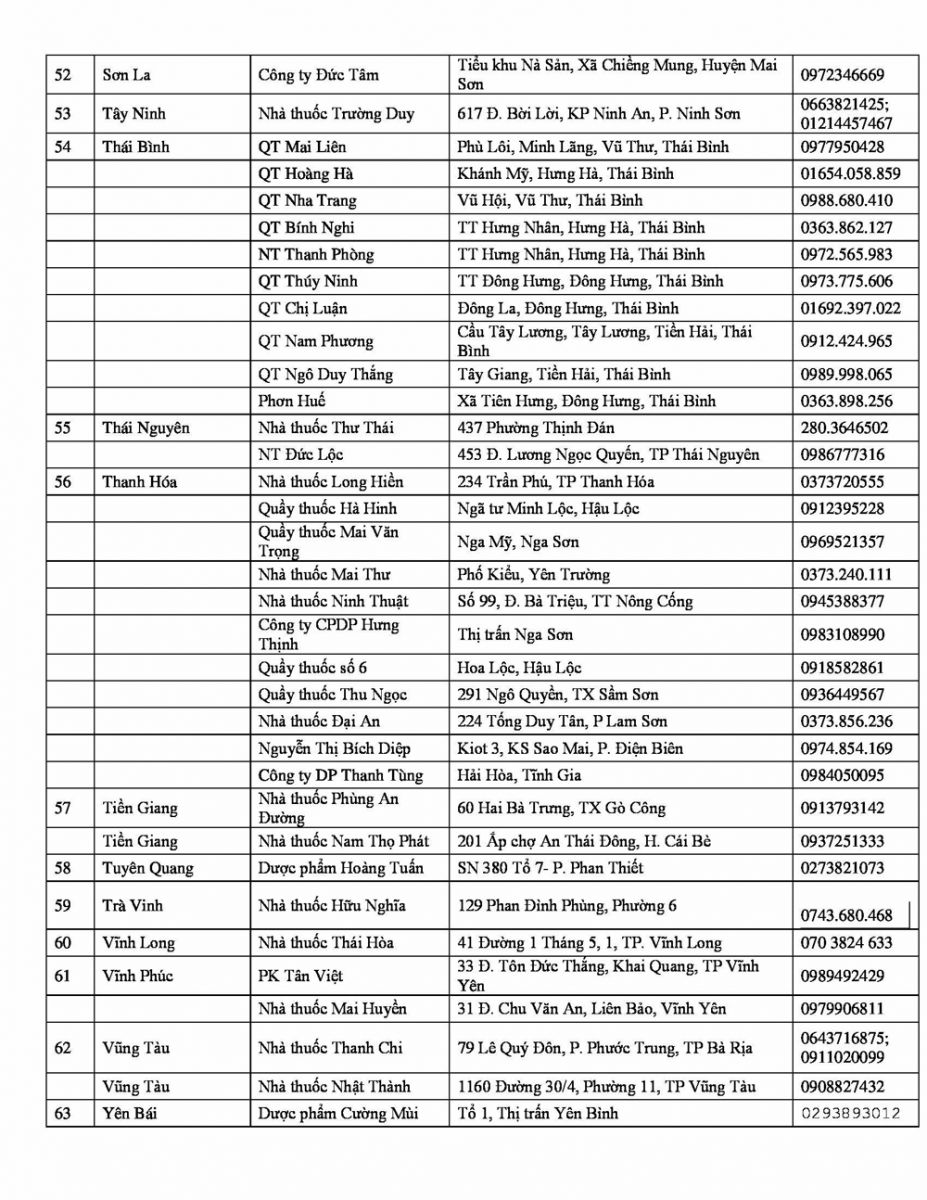 52 Sơn La Công ty Đức Tâm Tiểu khu Nà Sản, Xã Chiềng Mung, Huyện Mai Sơn 0972346669
53 Tây Ninh Nhà thuốc Trường Duy 617 Đ. Bời Lời, KP Ninh An, P. Ninh Sơn 0663821425; 01214457467
54 Thái Bình QT Mai Liên Phù Lôi, Minh Lãng, Vũ Thư, Thái Bình 0977950428
QT Hoàng Hà Khánh Mỹ, Hưng Hà, Thái Bình 01654.058.859
QT Nha Trang Vũ Hội, Vũ Thư, Thái Bình 0988.680.410
QT Bính Nghi TT Hưng Nhân, Hưng Hà, Thái Bình 0363.862.127
NT Thanh Phòng TT Hưng Nhân, Hưng Hà, Thái Bình 0972.565.983
QT Thúy Ninh TT Đông Hưng, Đông Hưng, Thái Bình 0973.775.606
QT Chị Luận Đông La, Đông Hưng, Thái Bình 01692.397.022
QT Nam Phương Cầu Tây Lương, Tây Lương, Tiền Hải, Thái Bình 0912.424.965
QT Ngô Duy Thắng Tây Giang, Tiền Hải, Thái Bình 0989.998.065
Phơn Huế Xã Tiên Hưng, Đông Hưng, Thái Bình 0363.898.256
55 Thái Nguyên Nhà thuốc Thư Thái 437 Phường Thịnh Đán 280.3646502
NT Đức Lộc 453 Đ. Lương Ngọc Quyến, TP Thái Nguyên 0986777316
56 Thanh Hóa Nhà thuốc Long Hiền 234 Trần Phú, TP Thanh Hóa 0373720555
Quầy thuốc Hà Hinh Ngã tư Minh Lộc, Hậu Lộc 0912395228
Quầy thuốc Mai Văn Trọng Nga Mỹ, Nga Sơn 0969521357
Nhà thuốc Mai Thư Phố Kiểu, Yên Trường 0373.240.111
Nhà thuốc Ninh Thuật Số 99, Đ. Bà Triệu, TT Nông Cống 0945388377
Công ty CPDP Hưng Thịnh Thị trấn Nga Sơn 0983108990
Quầy thuốc số 6 Hoa Lộc, Hậu Lộc 0918582861
Quầy thuốc Thu Ngọc 291 Ngô Quyền, TX Sầm Sơn 0936449567
Nhà thuốc Đại An 224 Tống Duy Tân, P Lam Sơn 0373.856.236
Nguyễn Thị Bích Diệp Kiot 3, KS Sao Mai, P. Điện Biên 0974.854.169
Công ty DP Thanh Tùng Hải Hòa, Tĩnh Gia 0984050095
57 Tiền Giang Nhà thuốc Phùng An Đường 60 Hai Bà Trưng, TX Gò Công 0913793142
Tiền Giang Nhà thuốc Nam Thọ Phát 201 Ấp chợ An Thái Đông, H. Cái Bè 0937251333
58 Tuyên Quang Dược phẩm Hoàng Tuấn SN 380 Tổ 7- P. Phan Thiết 0273821073
59 Trà Vinh Nhà thuốc Hữu Nghĩa 129 Phan Đình Phùng, Phường 6 0743.680.468
60 Vĩnh Long Nhà thuốc Thái Hòa 41 Đường 1 Tháng 5, 1, TP. Vĩnh Long 070 3824 633
61 Vĩnh Phúc PK Tân Việt 33 Đ. Tôn Đức Thắng, Khai Quang, TP Vĩnh Yên 0989492429
Nhà thuốc Mai Huyền 31 Đ. Chu Văn An, Liên Bảo, Vĩnh Yên 0979906811
62 Vũng Tàu Nhà thuốc Thanh Chi 79 Lê Quý Đôn, P. Phước Trung, TP Bà Rịa 0643716875; 0911020099
Vũng Tàu Nhà thuốc Nhật Thành 1160 Đường 30/4, Phường 11, TP Vũng Tàu 0908827432
63 Yên Bái Dược phẩm Cường Mùi Tổ 1, Thị trấn Yên Bình 0293893012